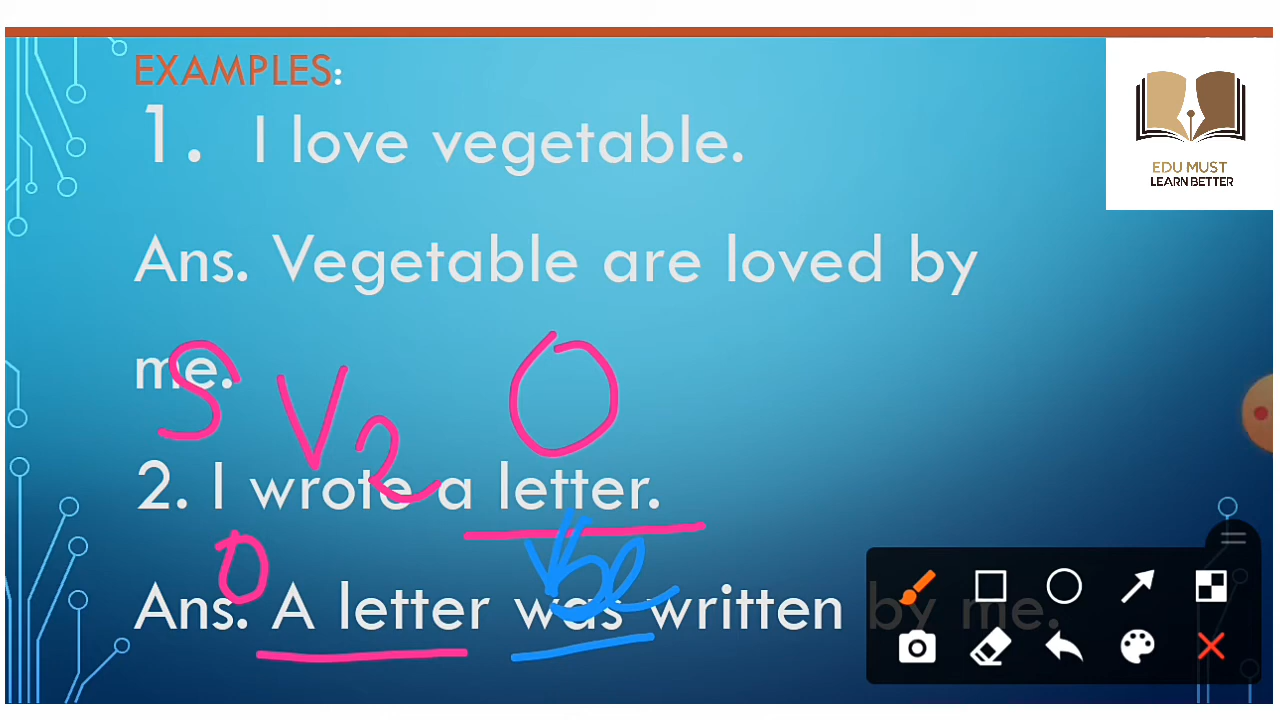 EXAMPLES:
1. I love vegetable.
EDU MUST
LEARN BETTER
Ans. Vegetable are loved by
me.
S V2 O
2. I wrote a letter.
O V be
Ans. A letter was written by me.